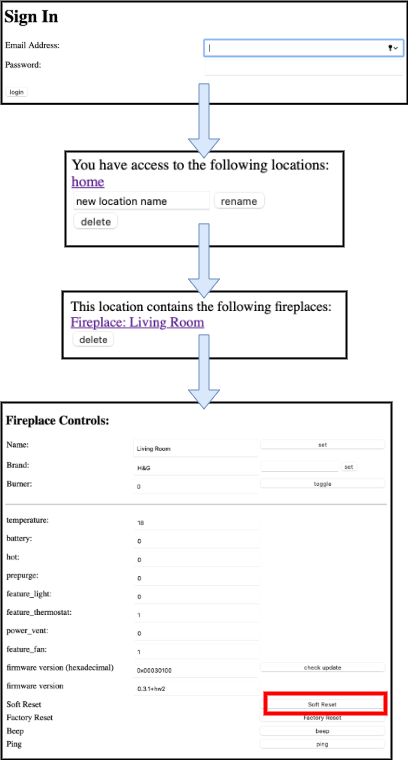 Sign In
Email Address:
Password:
login
You have access to the following locations:
home
new location name rename
delete
This location contains the following fireplaces:
Fireplace: Living Room
delete
Fireplace Controls:
Name: Living Room set
Brand: H&G set
Burner: 0 toggle
temperature: 18
battery: 0
hot: 0
prepurge: 0
feature_light: 0
feature_thermostat: 1
power_vent: 0
feature_fan: 1
firmware version (hexadecimal) 0x00030100 check update
firmware version 0.3.1+hw2
Soft Reset Soft Reset
Factory Reset Factory Reset
Beep beep
Ping ping